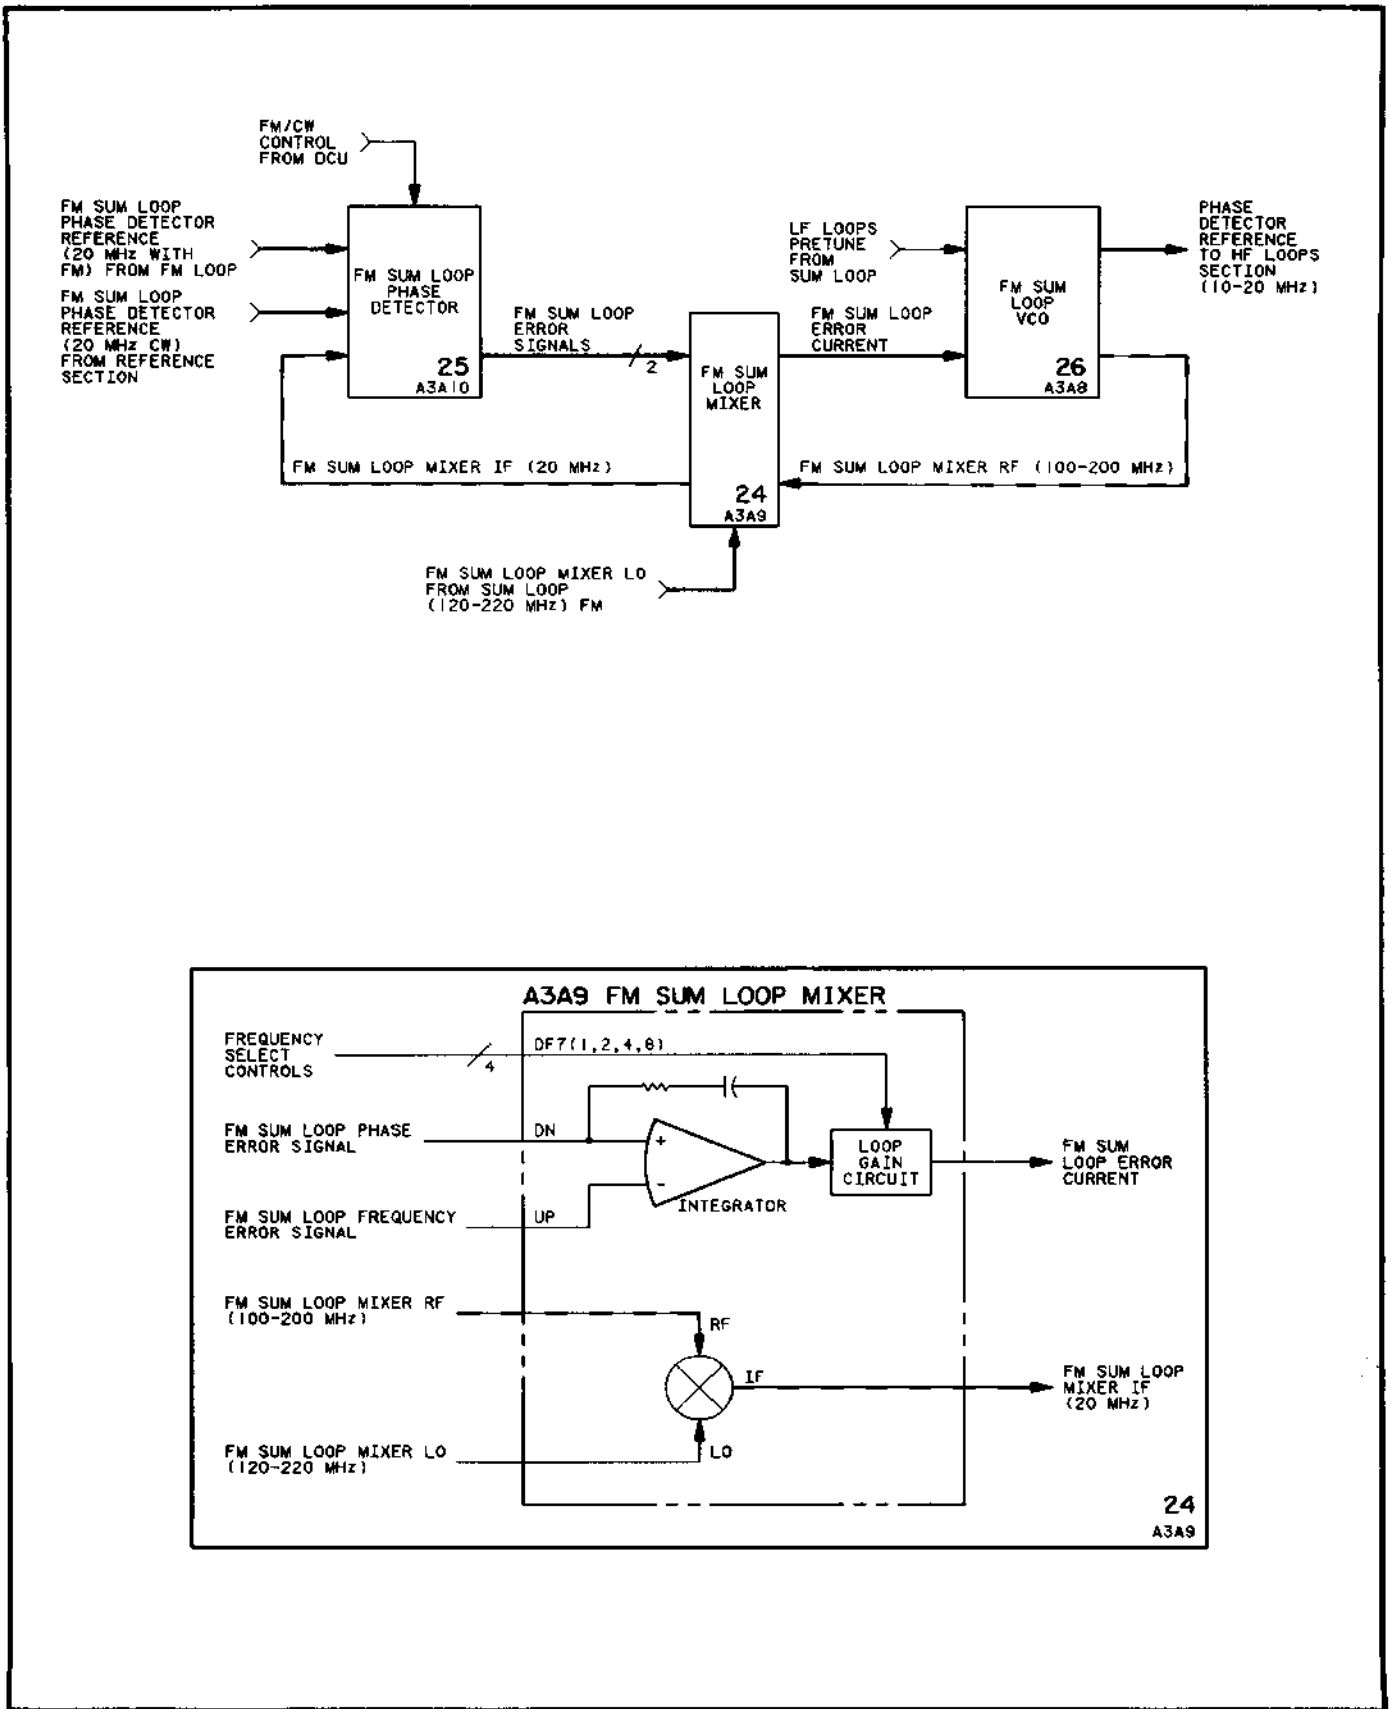 FM/CW
CONTROL
FROM DCU
FM SUM LOOP
PHASE DETECTOR
REFERENCE
(20 MHz WITH
FM) FROM FM LOOP
FM SUM LOOP
PHASE DETECTOR
REFERENCE
(20 MHz CW)
FROM REFERENCE
SECTION
FM SUM LOOP
PHASE
DETECTOR
25
A3A10
FM SUM LOOP
ERROR
SIGNALS
2
FM SUM
LOOP
MIXER
24
A3A9
LF LOOPS
PRETUNE
FROM
SUM LOOP
FM SUM LOOP
ERROR
CURRENT
FM SUM
LOOP
VCO
26
A3A8
PHASE
DETECTOR
REFERENCE
TO HF LOOPS
SECTION
(10-20 MHz)
FM SUM LOOP MIXER IF (20 MHz)
FM SUM LOOP MIXER RF (100-200 MHz)
FM SUM LOOP MIXER LO
FROM SUM LOOP
(120-220 MHz) FM
A3A9 FM SUM LOOP MIXER
FREQUENCY
SELECT
CONTROLS
4
DF7(1,2,4,8)
FM SUM LOOP PHASE
ERROR SIGNAL
DN
+
-
INTEGRATOR
LOOP
GAIN
CIRCUIT
FM SUM
LOOP ERROR
CURRENT
FM SUM LOOP FREQUENCY
ERROR SIGNAL
UP
FM SUM LOOP MIXER RF
(100-200 MHz)
RF
IF
FM SUM LOOP
MIXER IF
(20 MHz)
FM SUM LOOP MIXER LO
(120-220 MHz)
LO
24
A3A9